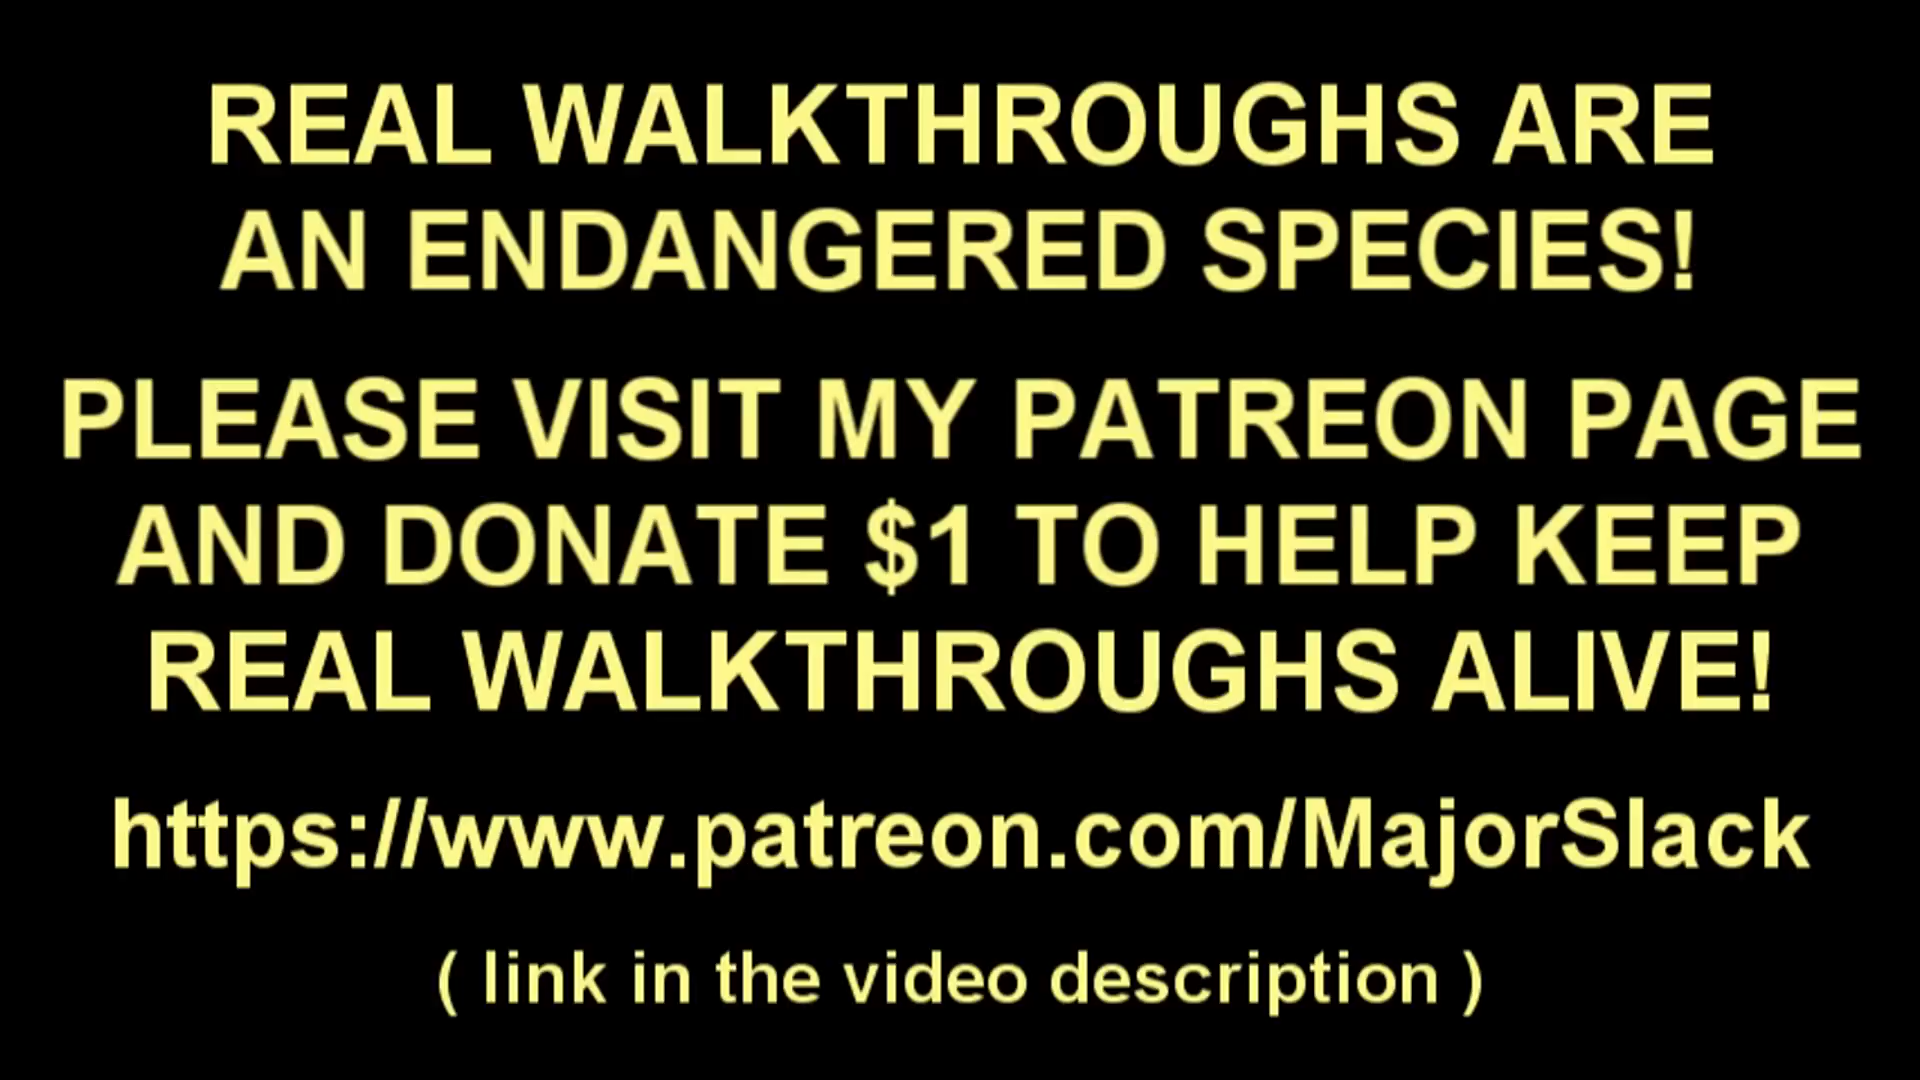 REAL WALKTHROUGHS ARE
AN ENDANGERED SPECIES!
PLEASE VISIT MY PATREON PAGE
AND DONATE $1 TO HELP KEEP
REAL WALKTHROUGHS ALIVE!
https://www.patreon.com/MajorSlack
( link in the video description )